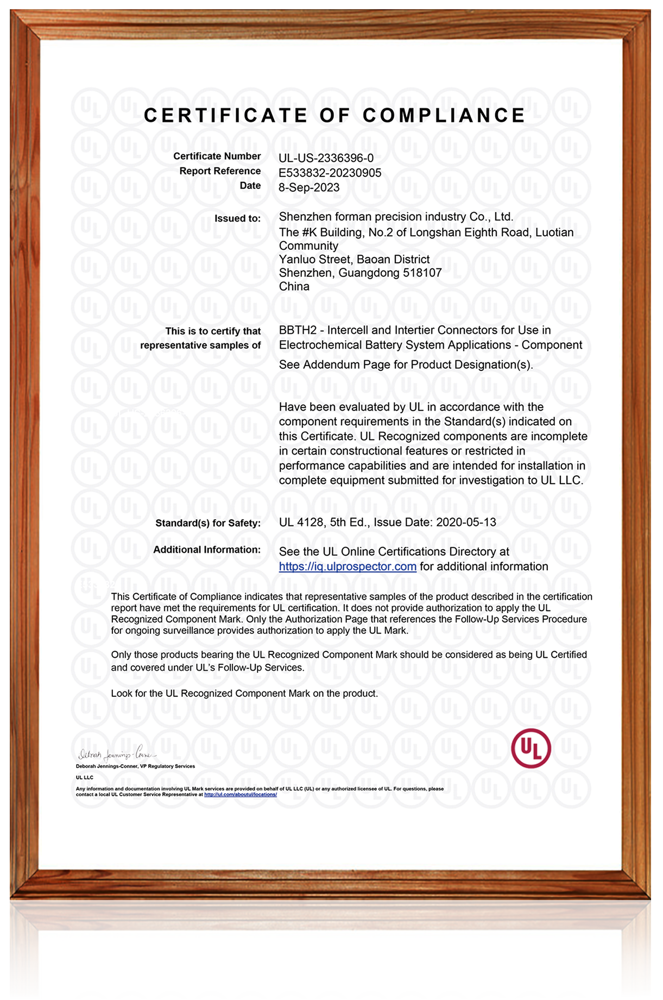 CERTIFICATE OF COMPLIANCE
Certificate Number UL-US-2336396-0
Report Reference E533832-20230905
Date 8-Sep-2023
Issued to: Shenzhen forman precision industry Co., Ltd.
The #K Building, No.2 of Longshan Eighth Road, Luotian
Community
Yanluo Street, Baoan District
Shenzhen, Guangdong 518107
China
This is to certify that BBTH2 - Intercell and Intertier Connectors for Use in
representative samples of Electrochemical Battery System Applications - Component
See Addendum Page for Product Designation(s).
Have been evaluated by UL in accordance with the
component requirements in the Standard(s) indicated on
this Certificate. UL Recognized components are incomplete
in certain constructional features or restricted in
performance capabilities and are intended for installation in
complete equipment submitted for investigation to UL LLC.
Standard(s) for Safety: UL 4128, 5th Ed., Issue Date: 2020-05-13
Additional Information: See the UL Online Certifications Directory at
https://iq.ulprospector.com for additional information
This Certificate of Compliance indicates that representative samples of the product described in the certification
report have met the requirements for UL certification. It does not provide authorization to apply the UL
Recognized Component Mark. Only the Authorization Page that references the Follow-Up Services Procedure
for ongoing surveillance provides authorization to apply the UL Mark.
Only those products bearing the UL Recognized Component Mark should be considered as being UL Certified
and covered under UL’s Follow-Up Services.
Look for the UL Recognized Component Mark on the product.
UL
Deborah Jennings-Conner
Deborah Jennings-Conner, VP Regulatory Services
UL LLC
Any information and documentation involving UL Mark services are provided on behalf of UL LLC (UL) or any authorized licensee of UL. For questions, please
contact a local UL Customer Service Representative at http://ul.com/aboutul/locations/